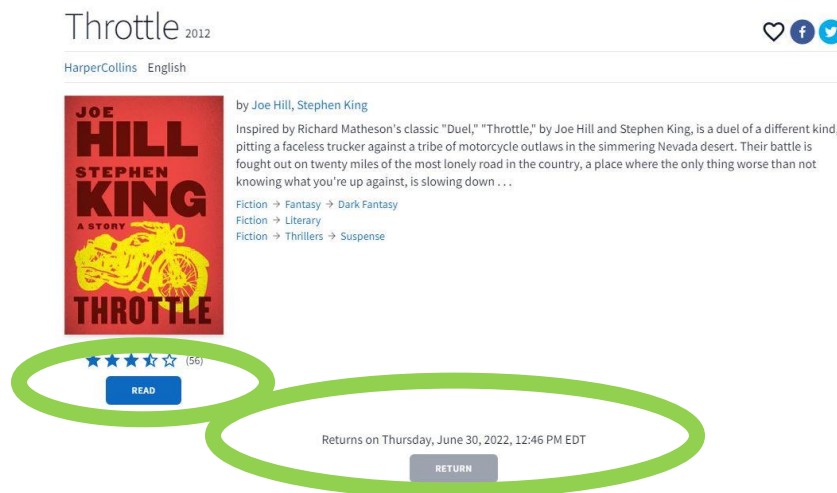 Throttle 2012
HarperCollins English
JOE
HILL
STEPHEN
KING
A STORY
THROTTLE
by Joe Hill, Stephen King
Inspired by Richard Matheson's classic "Duel," "Throttle," by Joe Hill and Stephen King, is a duel of a different kind,
pitting a faceless trucker against a tribe of motorcycle outlaws in the simmering Nevada desert. Their battle is
fought out on twenty miles of the most lonely road in the country, a place where the only thing worse than not
knowing what you're up against, is slowing down . . .
Fiction → Fantasy → Dark Fantasy
Fiction → Literary
Fiction → Thrillers → Suspense
(56)
READ
Returns on Thursday, June 30, 2022, 12:46 PM EDT
RETURN